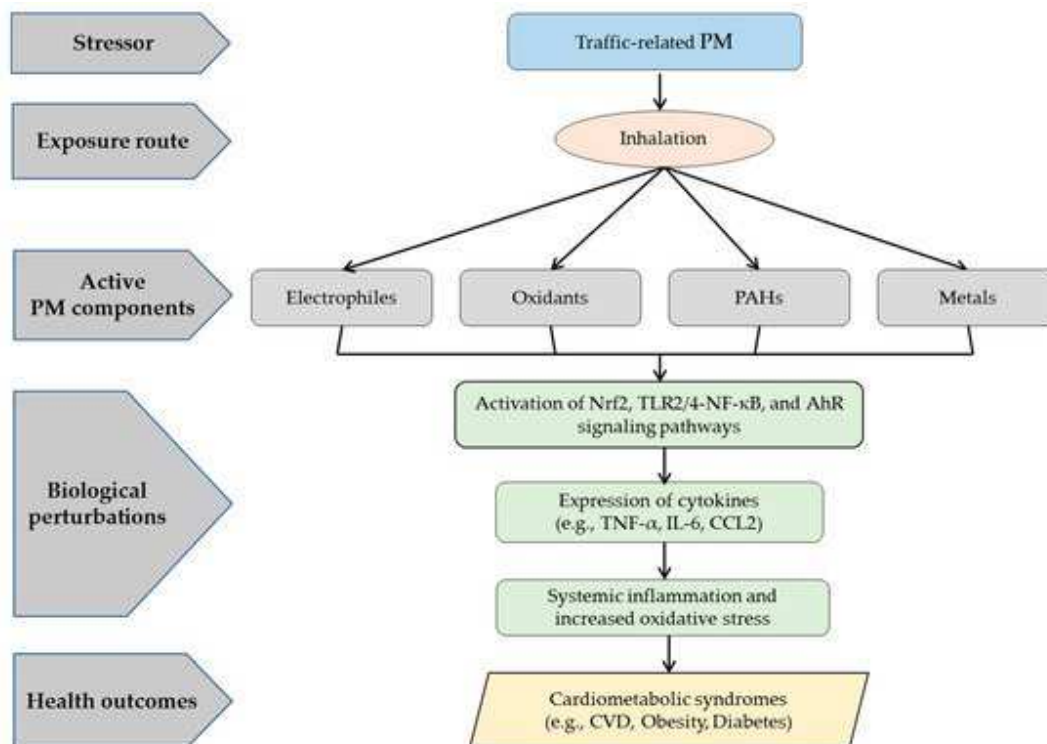 Stressor
Traffic-related PM
Exposure route
Inhalation
Active
PM components
Electrophiles
Oxidants
PAHs
Metals
Biological
perturbations
Activation of Nrf2, TLR2/4-NF-κB, and AhR
signaling pathways
Expression of cytokines
(e.g., TNF-α, IL-6, CCL2)
Systemic inflammation and
increased oxidative stress
Health outcomes
Cardiometabolic syndromes
(e.g., CVD, Obesity, Diabetes)